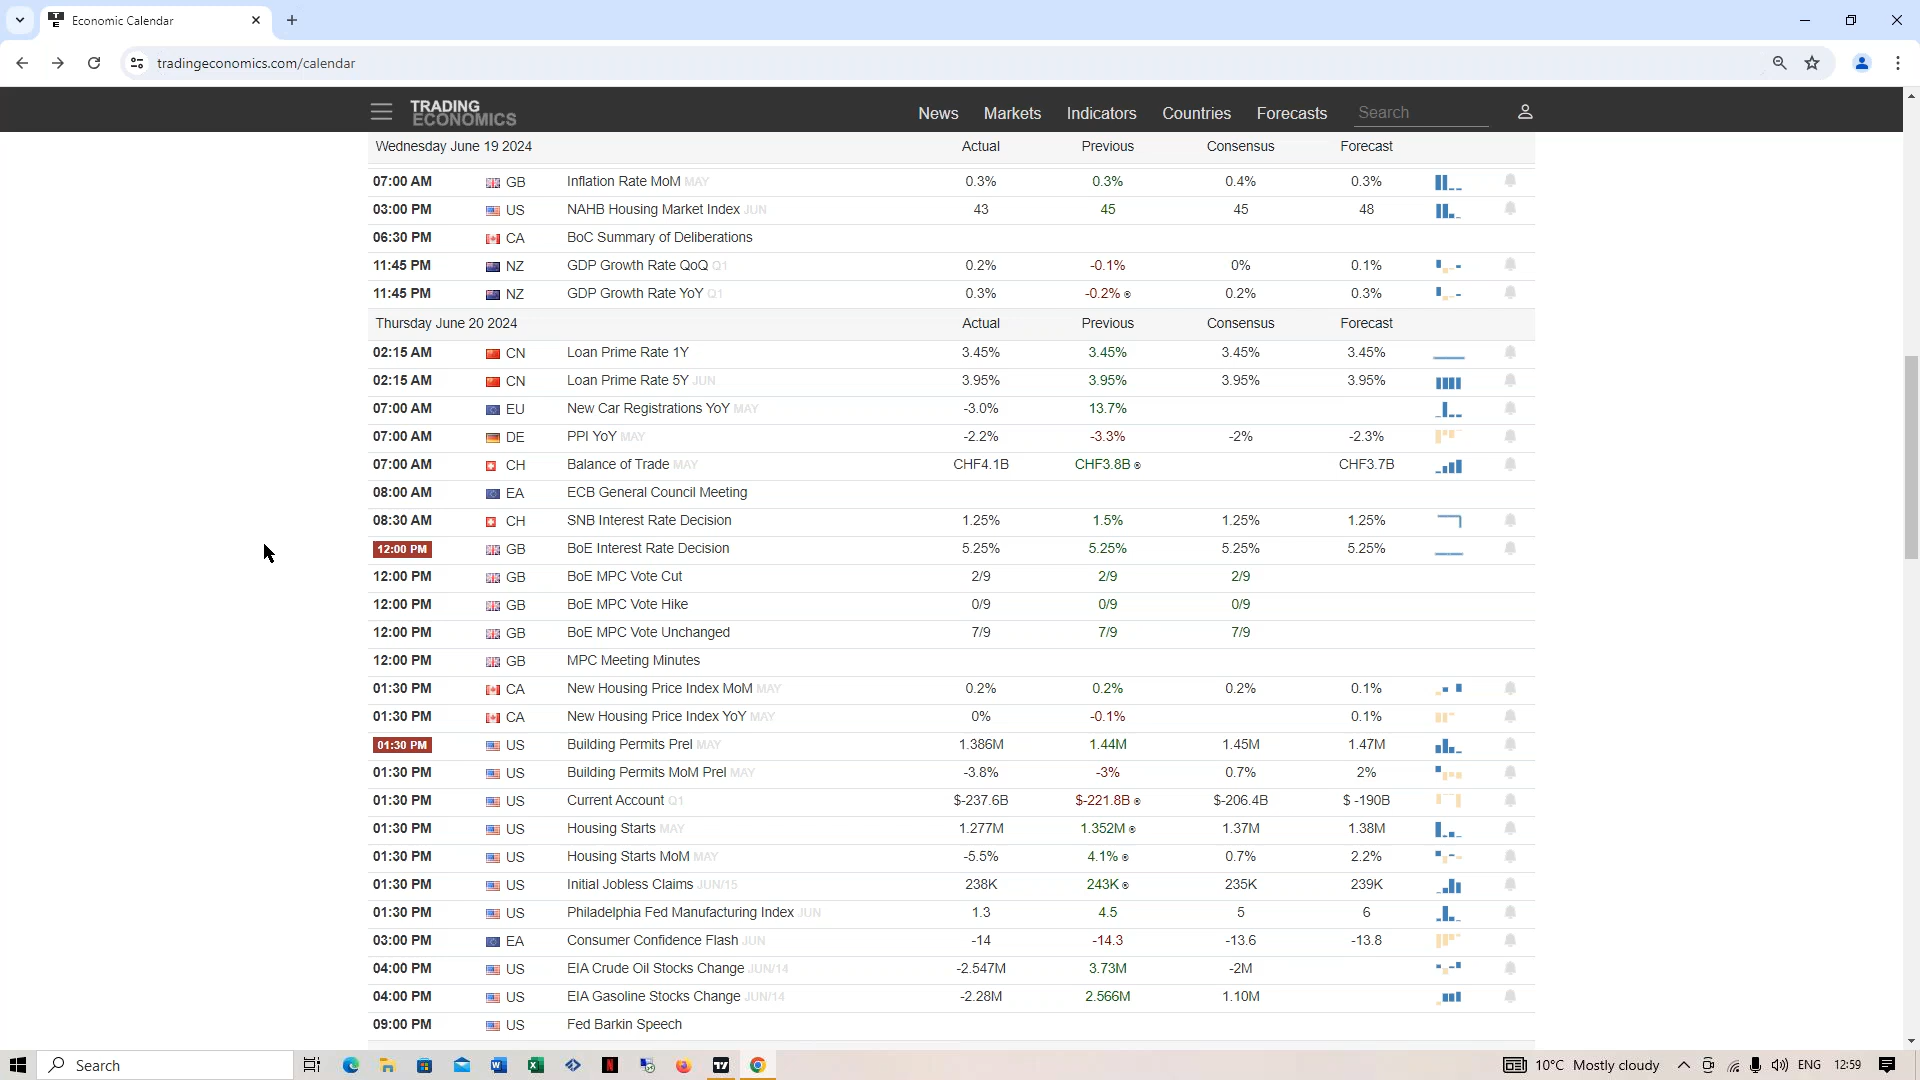 Economic Calendar
tradingeconomics.com/calendar
TRADING
ECONOMICS
News Markets Indicators Countries Forecasts Search
Wednesday June 19 2024 Actual Previous Consensus Forecast
07:00 AM GB Inflation Rate MoM MAY 0.3% 0.3% 0.4% 0.3%
03:00 PM US NAHB Housing Market Index JUN 43 45 45 48
06:30 PM CA BoC Summary of Deliberations
11:45 PM NZ GDP Growth Rate QoQ Q1 0.2% -0.1% 0% 0.1%
11:45 PM NZ GDP Growth Rate YoY Q1 0.3% -0.2% ® 0.2% 0.3%
Thursday June 20 2024 Actual Previous Consensus Forecast
02:15 AM CN Loan Prime Rate 1Y 3.45% 3.45% 3.45% 3.45%
02:15 AM CN Loan Prime Rate 5Y JUN 3.95% 3.95% 3.95% 3.95%
07:00 AM EU New Car Registrations YoY MAY -3.0% 13.7%
07:00 AM DE PPI YoY MAY -2.2% -3.3% -2% -2.3%
07:00 AM CH Balance of Trade MAY CHF4.1B CHF3.8B ® CHF3.7B
08:00 AM EA ECB General Council Meeting
08:30 AM CH SNB Interest Rate Decision 1.25% 1.5% 1.25% 1.25%
12:00 PM GB BoE Interest Rate Decision 5.25% 5.25% 5.25% 5.25%
12:00 PM GB BoE MPC Vote Cut 2/9 2/9 2/9
12:00 PM GB BoE MPC Vote Hike 0/9 0/9 0/9
12:00 PM GB BoE MPC Vote Unchanged 7/9 7/9 7/9
12:00 PM GB MPC Meeting Minutes
01:30 PM CA New Housing Price Index MoM MAY 0.2% 0.2% 0.2% 0.1%
01:30 PM CA New Housing Price Index YoY MAY 0% -0.1% 0.1%
01:30 PM US Building Permits Prel MAY 1.386M 1.44M 1.45M 1.47M
01:30 PM US Building Permits MoM Prel MAY -3.8% -3% 0.7% 2%
01:30 PM US Current Account Q1 $-237.6B $-221.8B ® $-206.4B $ -190B
01:30 PM US Housing Starts MAY 1.277M 1.352M ® 1.37M 1.38M
01:30 PM US Housing Starts MoM MAY -5.5% 4.1% ® 0.7% 2.2%
01:30 PM US Initial Jobless Claims JUN/15 238K 243K ® 235K 239K
01:30 PM US Philadelphia Fed Manufacturing Index JUN 1.3 4.5 5 6
03:00 PM EA Consumer Confidence Flash JUN -14 -14.3 -13.6 -13.8
04:00 PM US EIA Crude Oil Stocks Change JUN/14 -2.547M 3.73M -2M
04:00 PM US EIA Gasoline Stocks Change JUN/14 -2.28M 2.566M 1.10M
09:00 PM US Fed Barkin Speech
Search 10°C Mostly cloudy ENG 12:59